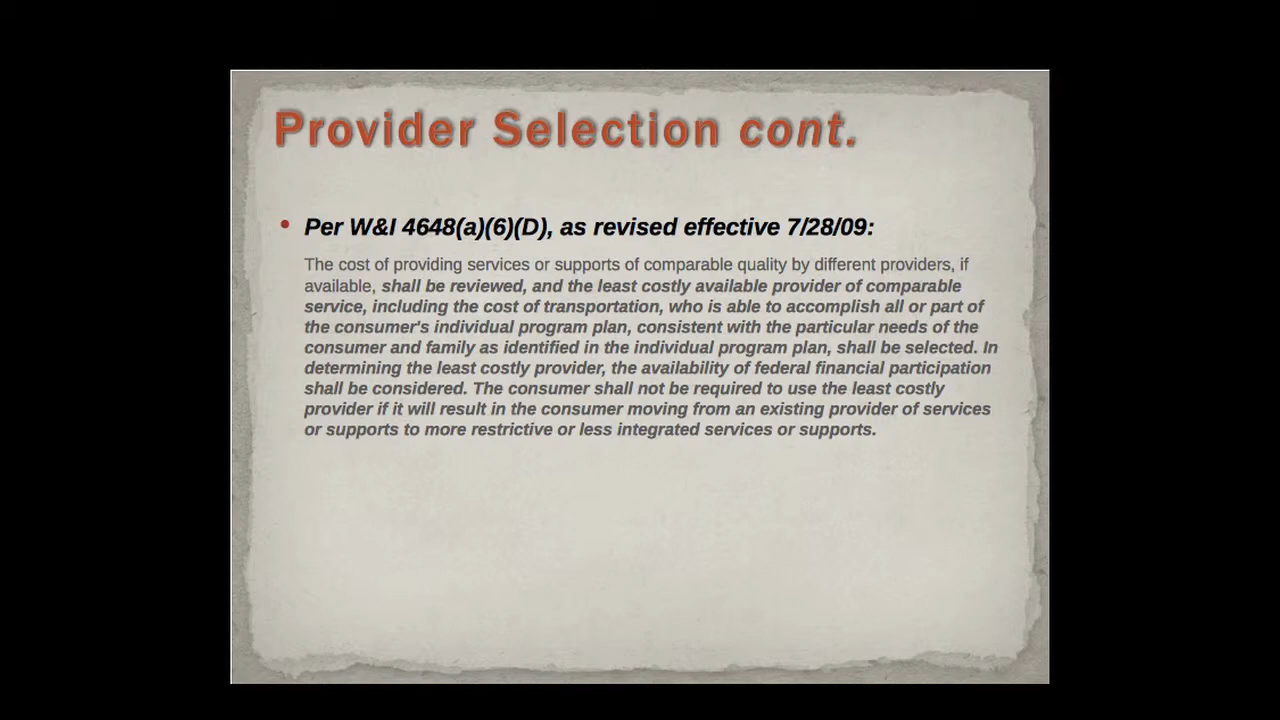 Provider Selection cont.
• Per W&I 4648(a)(6)(D), as revised effective 7/28/09:
The cost of providing services or supports of comparable quality by different providers, if
available, shall be reviewed, and the least costly available provider of comparable
service, including the cost of transportation, who is able to accomplish all or part of
the consumer's individual program plan, consistent with the particular needs of the
consumer and family as identified in the individual program plan, shall be selected. In
determining the least costly provider, the availability of federal financial participation
shall be considered. The consumer shall not be required to use the least costly
provider if it will result in the consumer moving from an existing provider of services
or supports to more restrictive or less integrated services or supports.